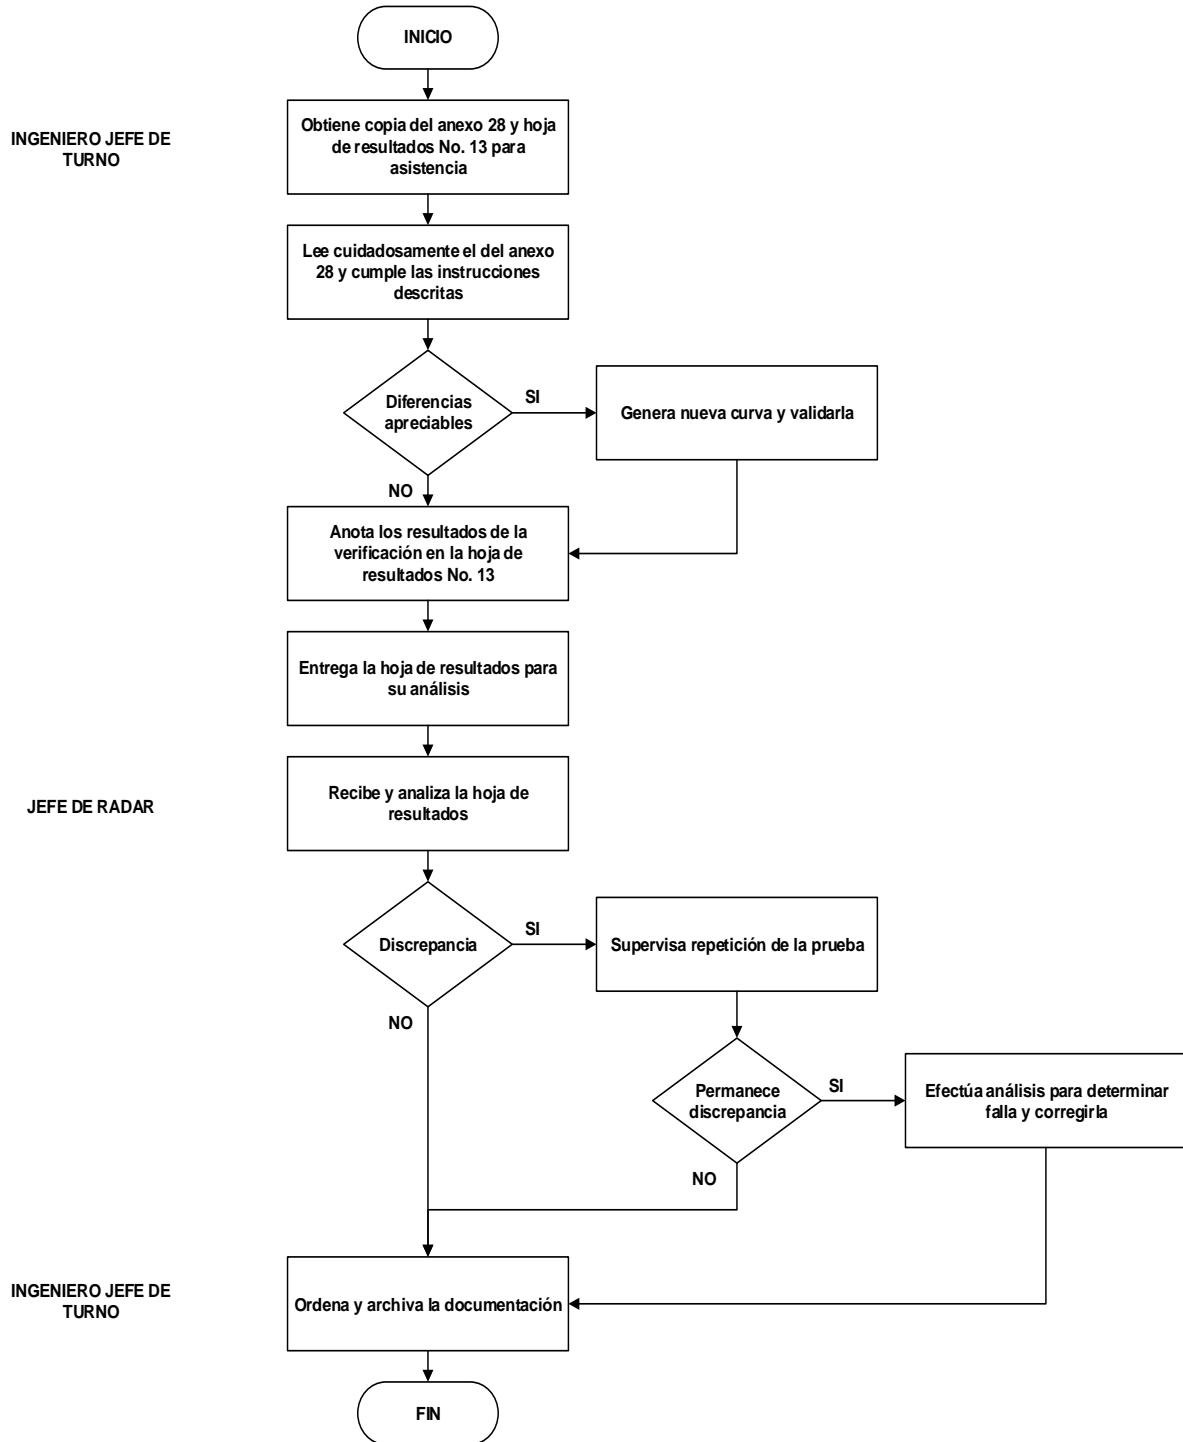 INICIO
INGENIERO JEFE DE
TURNO
Obtiene copia del anexo 28 y hoja
de resultados No. 13 para
asistencia
Lee cuidadosamente el del anexo
28 y cumple las instrucciones
descritas
Diferencias
apreciables
SI
Genera nueva curva y validarla
NO
Anota los resultados de la
verificación en la hoja de
resultados No. 13
Entrega la hoja de resultados para
su análisis
JEFE DE RADAR
Recibe y analiza la hoja de
resultados
Discrepancia
SI
Supervisa repetición de la prueba
NO
Permanece
discrepancia
SI
Efectúa análisis para determinar
falla y corregirla
NO
INGENIERO JEFE DE
TURNO
Ordena y archiva la documentación
FIN